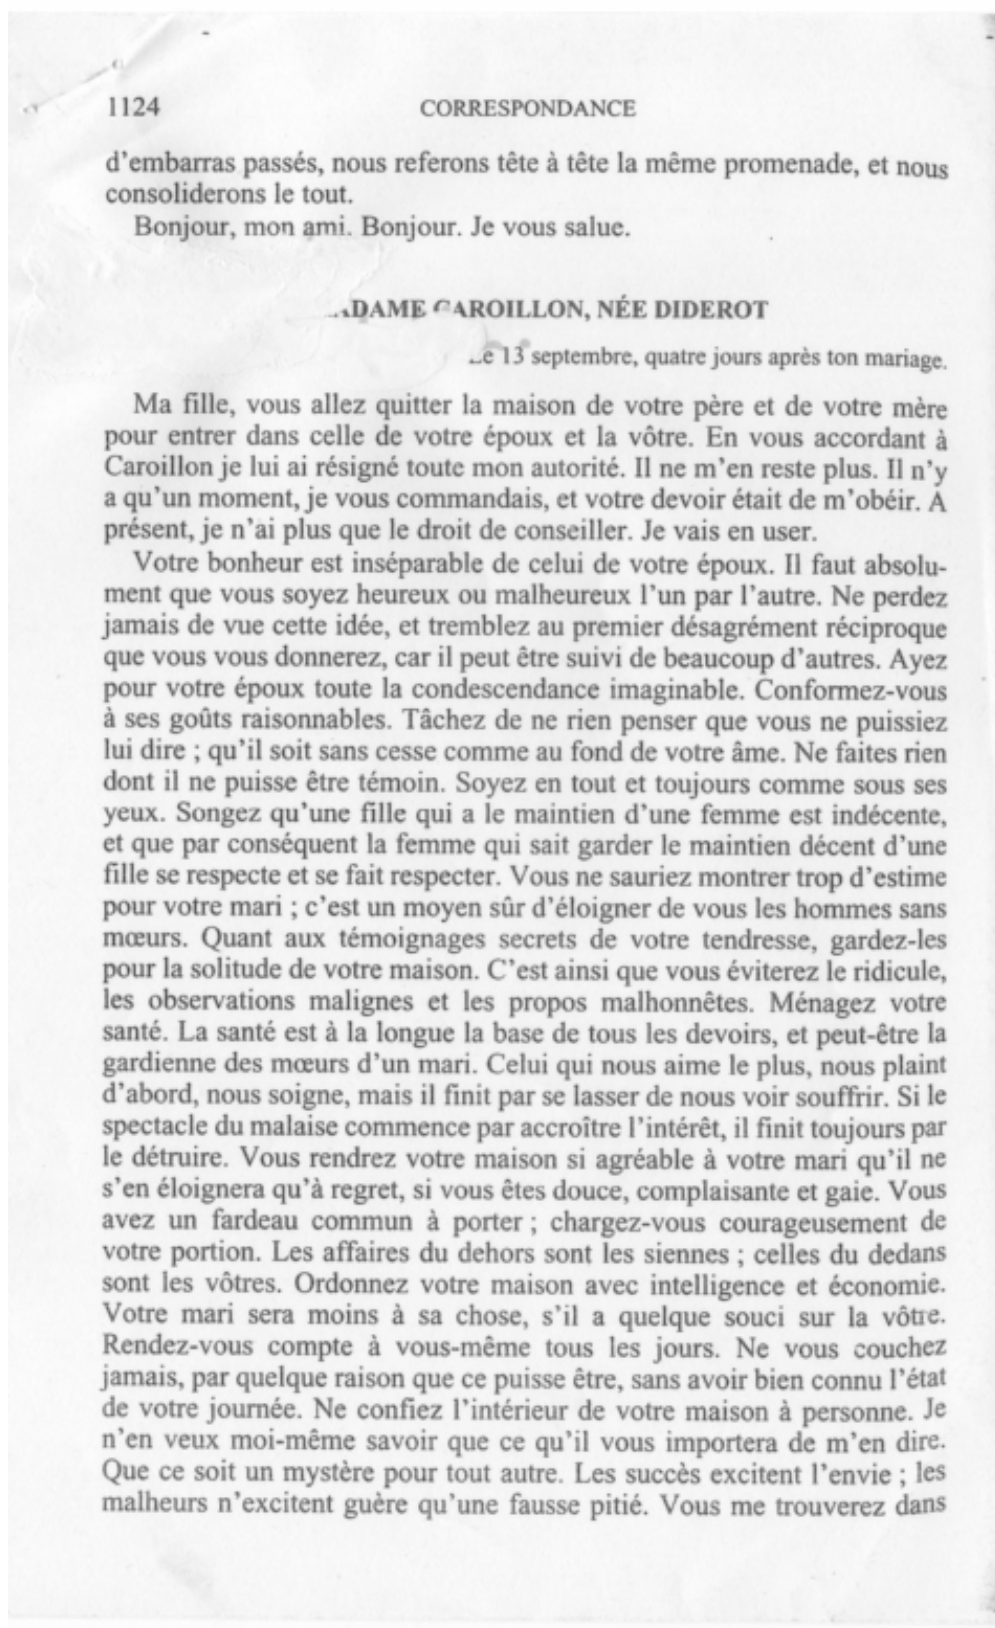 1124 CORRESPONDANCE
d'embarras passés, nous referons tête à tête la même promenade, et nous
consoliderons le tout.
Bonjour, mon ami. Bonjour. Je vous salue.
CAROILLON, NÉE DIDEROT
13 septembre, quatre jours après ton mariage.
Ma fille, vous allez quitter la maison de votre père et de votre mère
pour entrer dans celle de votre époux et la vôtre. En vous accordant à
Caroillon je lui ai résigné toute mon autorité. Il ne m'en reste plus. Il n'y
a qu'un moment, je vous commandais, et votre devoir était de m'obéir. A
présent, je n'ai plus que le droit de conseiller. Je vais en user.
Votre bonheur est inséparable de celui de votre époux. Il faut absolu-
ment que vous soyez heureux ou malheureux l'un par l'autre. Ne perdez
jamais de vue cette idée, et tremblez au premier désagrément réciproque
que vous vous donnerez, car il peut être suivi de beaucoup d'autres. Ayez
pour votre époux toute la condescendance imaginable. Conformez-vous
à ses goûts raisonnables. Tâchez de ne rien penser que vous ne puissiez
lui dire ; qu'il soit sans cesse comme au fond de votre âme. Ne faites rien
dont il ne puisse être témoin. Soyez en tout et toujours comme sous ses
yeux. Songez qu'une fille qui a le maintien d'une femme est indécente,
et que par conséquent la femme qui sait garder le maintien décent d'une
fille se respecte et se fait respecter. Vous ne sauriez montrer trop d'estime
pour votre mari ; c'est un moyen sûr d'éloigner de vous les hommes sans
mœurs. Quant aux témoignages secrets de votre tendresse, gardez-les
pour la solitude de votre maison. C'est ainsi que vous éviterez le ridicule,
les observations malignes et les propos malhonnêtes. Ménagez votre
santé. La santé est à la longue la base de tous les devoirs, et peut-être la
gardienne des mœurs d'un mari. Celui qui nous aime le plus, nous plaint
d'abord, nous soigne, mais il finit par se lasser de nous voir souffrir. Si le
spectacle du malaise commence par accroître l'intérêt, il finit toujours par
le détruire. Vous rendrez votre maison si agréable à votre mari qu'il ne
s'en éloignera qu'à regret, si vous êtes douce, complaisante et gaie. Vous
avez un fardeau commun à porter ; chargez-vous courageusement de
votre portion. Les affaires du dehors sont les siennes ; celles du dedans
sont les vôtres. Ordonnez votre maison avec intelligence et économie.
Votre mari sera moins à sa chose, s'il a quelque souci sur la vôtre.
Rendez-vous compte à vous-même tous les jours. Ne vous couchez
jamais, par quelque raison que ce puisse être, sans avoir bien connu l'état
de votre journée. Ne confiez l'intérieur de votre maison à personne. Je
n'en veux moi-même savoir que ce qu'il vous importera de m'en dire.
Que ce soit un mystère pour tout autre. Les succès excitent l'envie ; les
malheurs n'excitent guère qu'une fausse pitié. Vous me trouverez dans